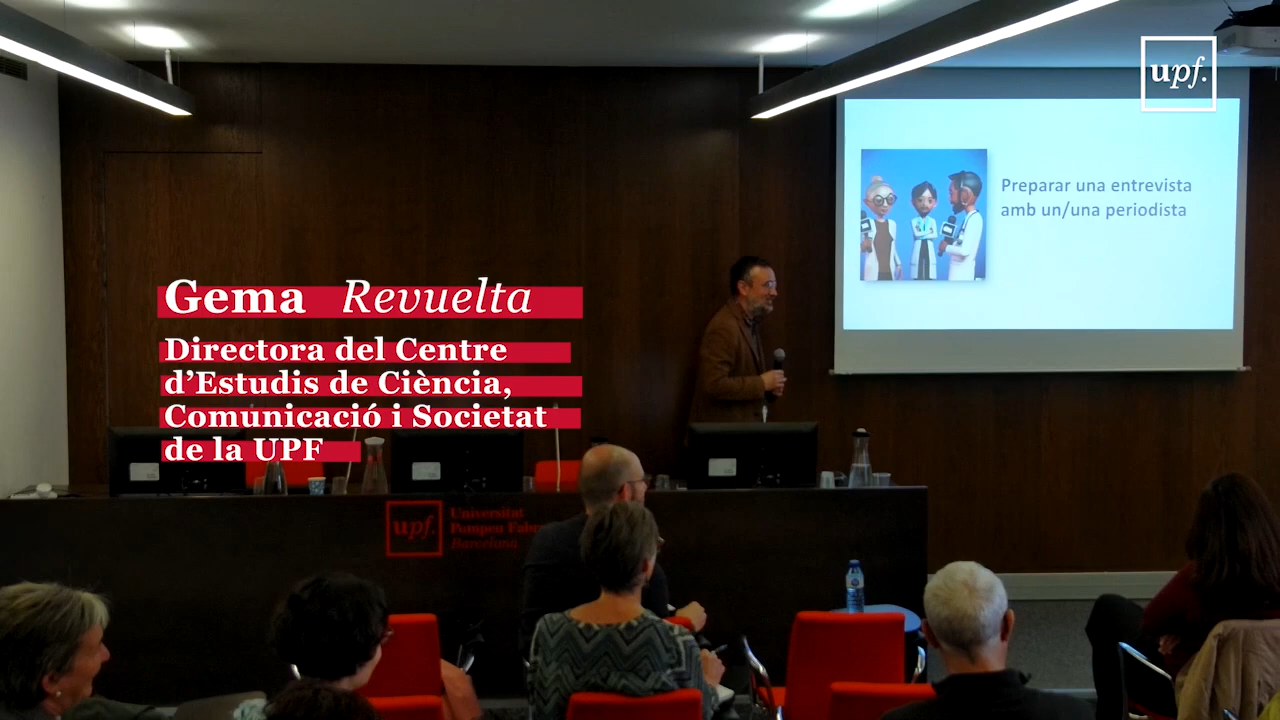 upf.
Preparar una entrevista
amb un/una periodista
Gema Revuelta
Directora del Centre
d’Estudis de Ciència,
Comunicació i Societat
de la UPF
upf.
Universitat
Pompeu Fabra
Barcelona